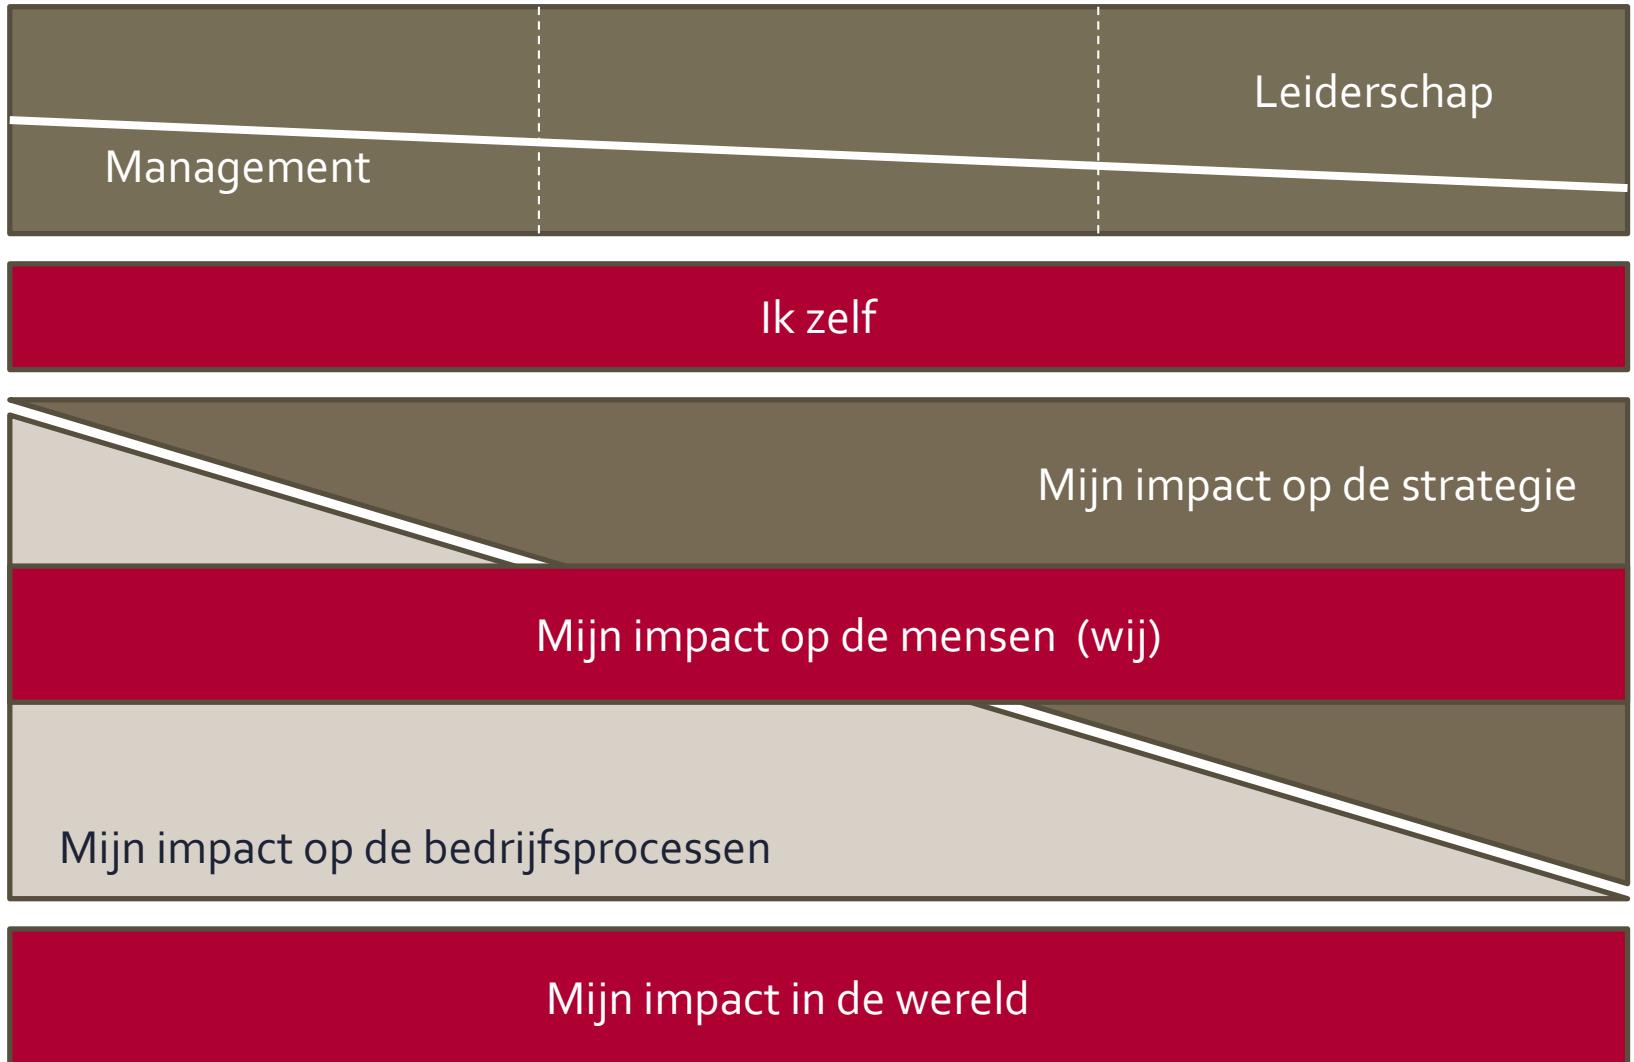 Leiderschap
Management
Ik zelf
Mijn impact op de strategie
Mijn impact op de mensen (wij)
Mijn impact op de bedrijfsprocessen
Mijn impact in de wereld